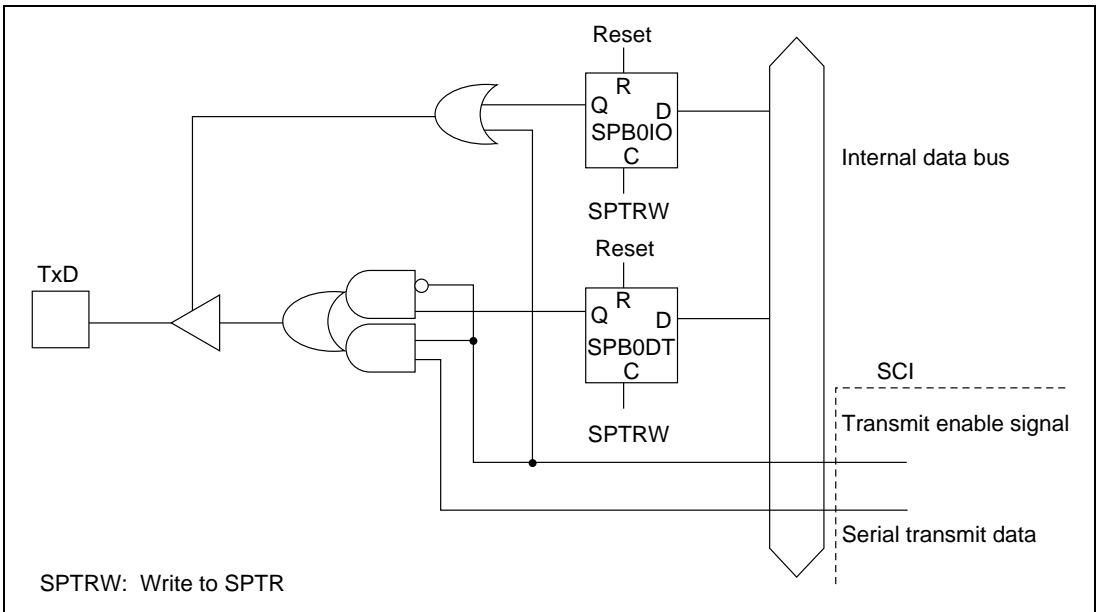 Reset
R
Q
D
SPB0IO
C
Internal data bus
SPTRW
Reset
TxD
R
Q
D
SPB0DT
C
SCI
Transmit enable signal
SPTRW
Serial transmit data
SPTRW: Write to SPTR